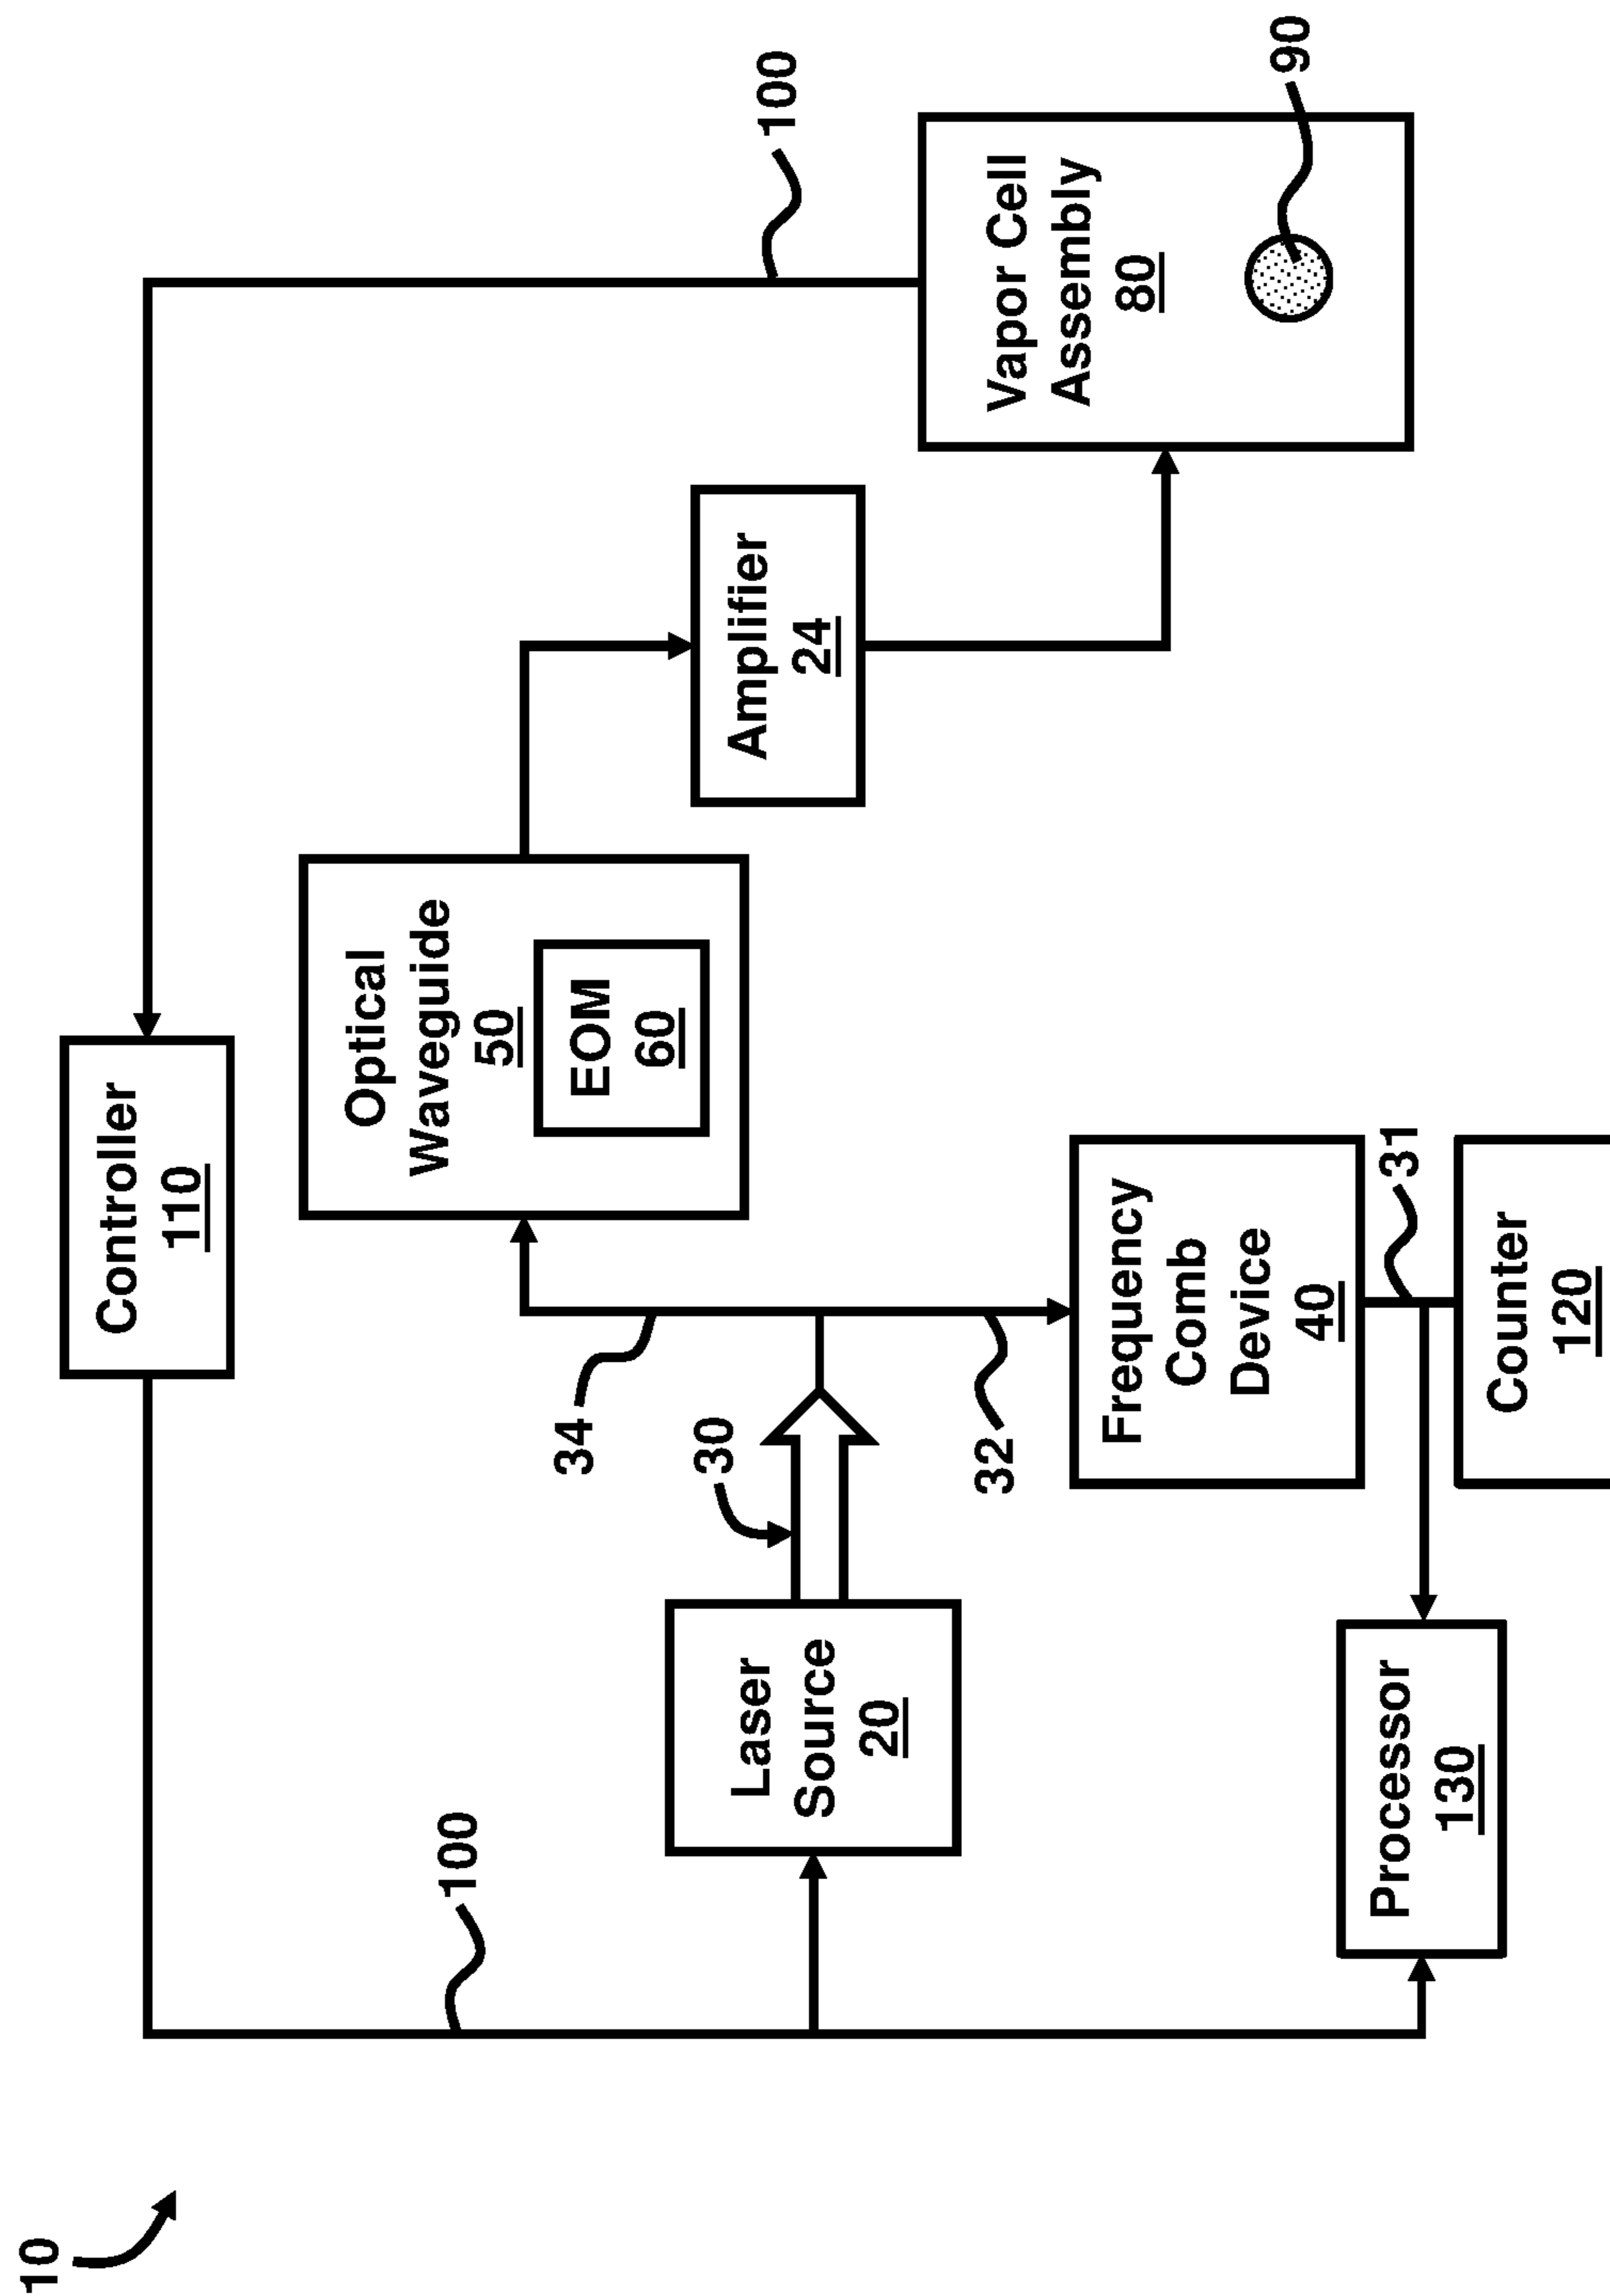 10
100
Controller
110
100
Optical
Waveguide
50
EOM
60
34
30
Laser
Source
20
Amplifier
24
Vapor Cell
Assembly
80
90
32
Frequency
Comb
Device
40
31
Processor
130
Counter
120